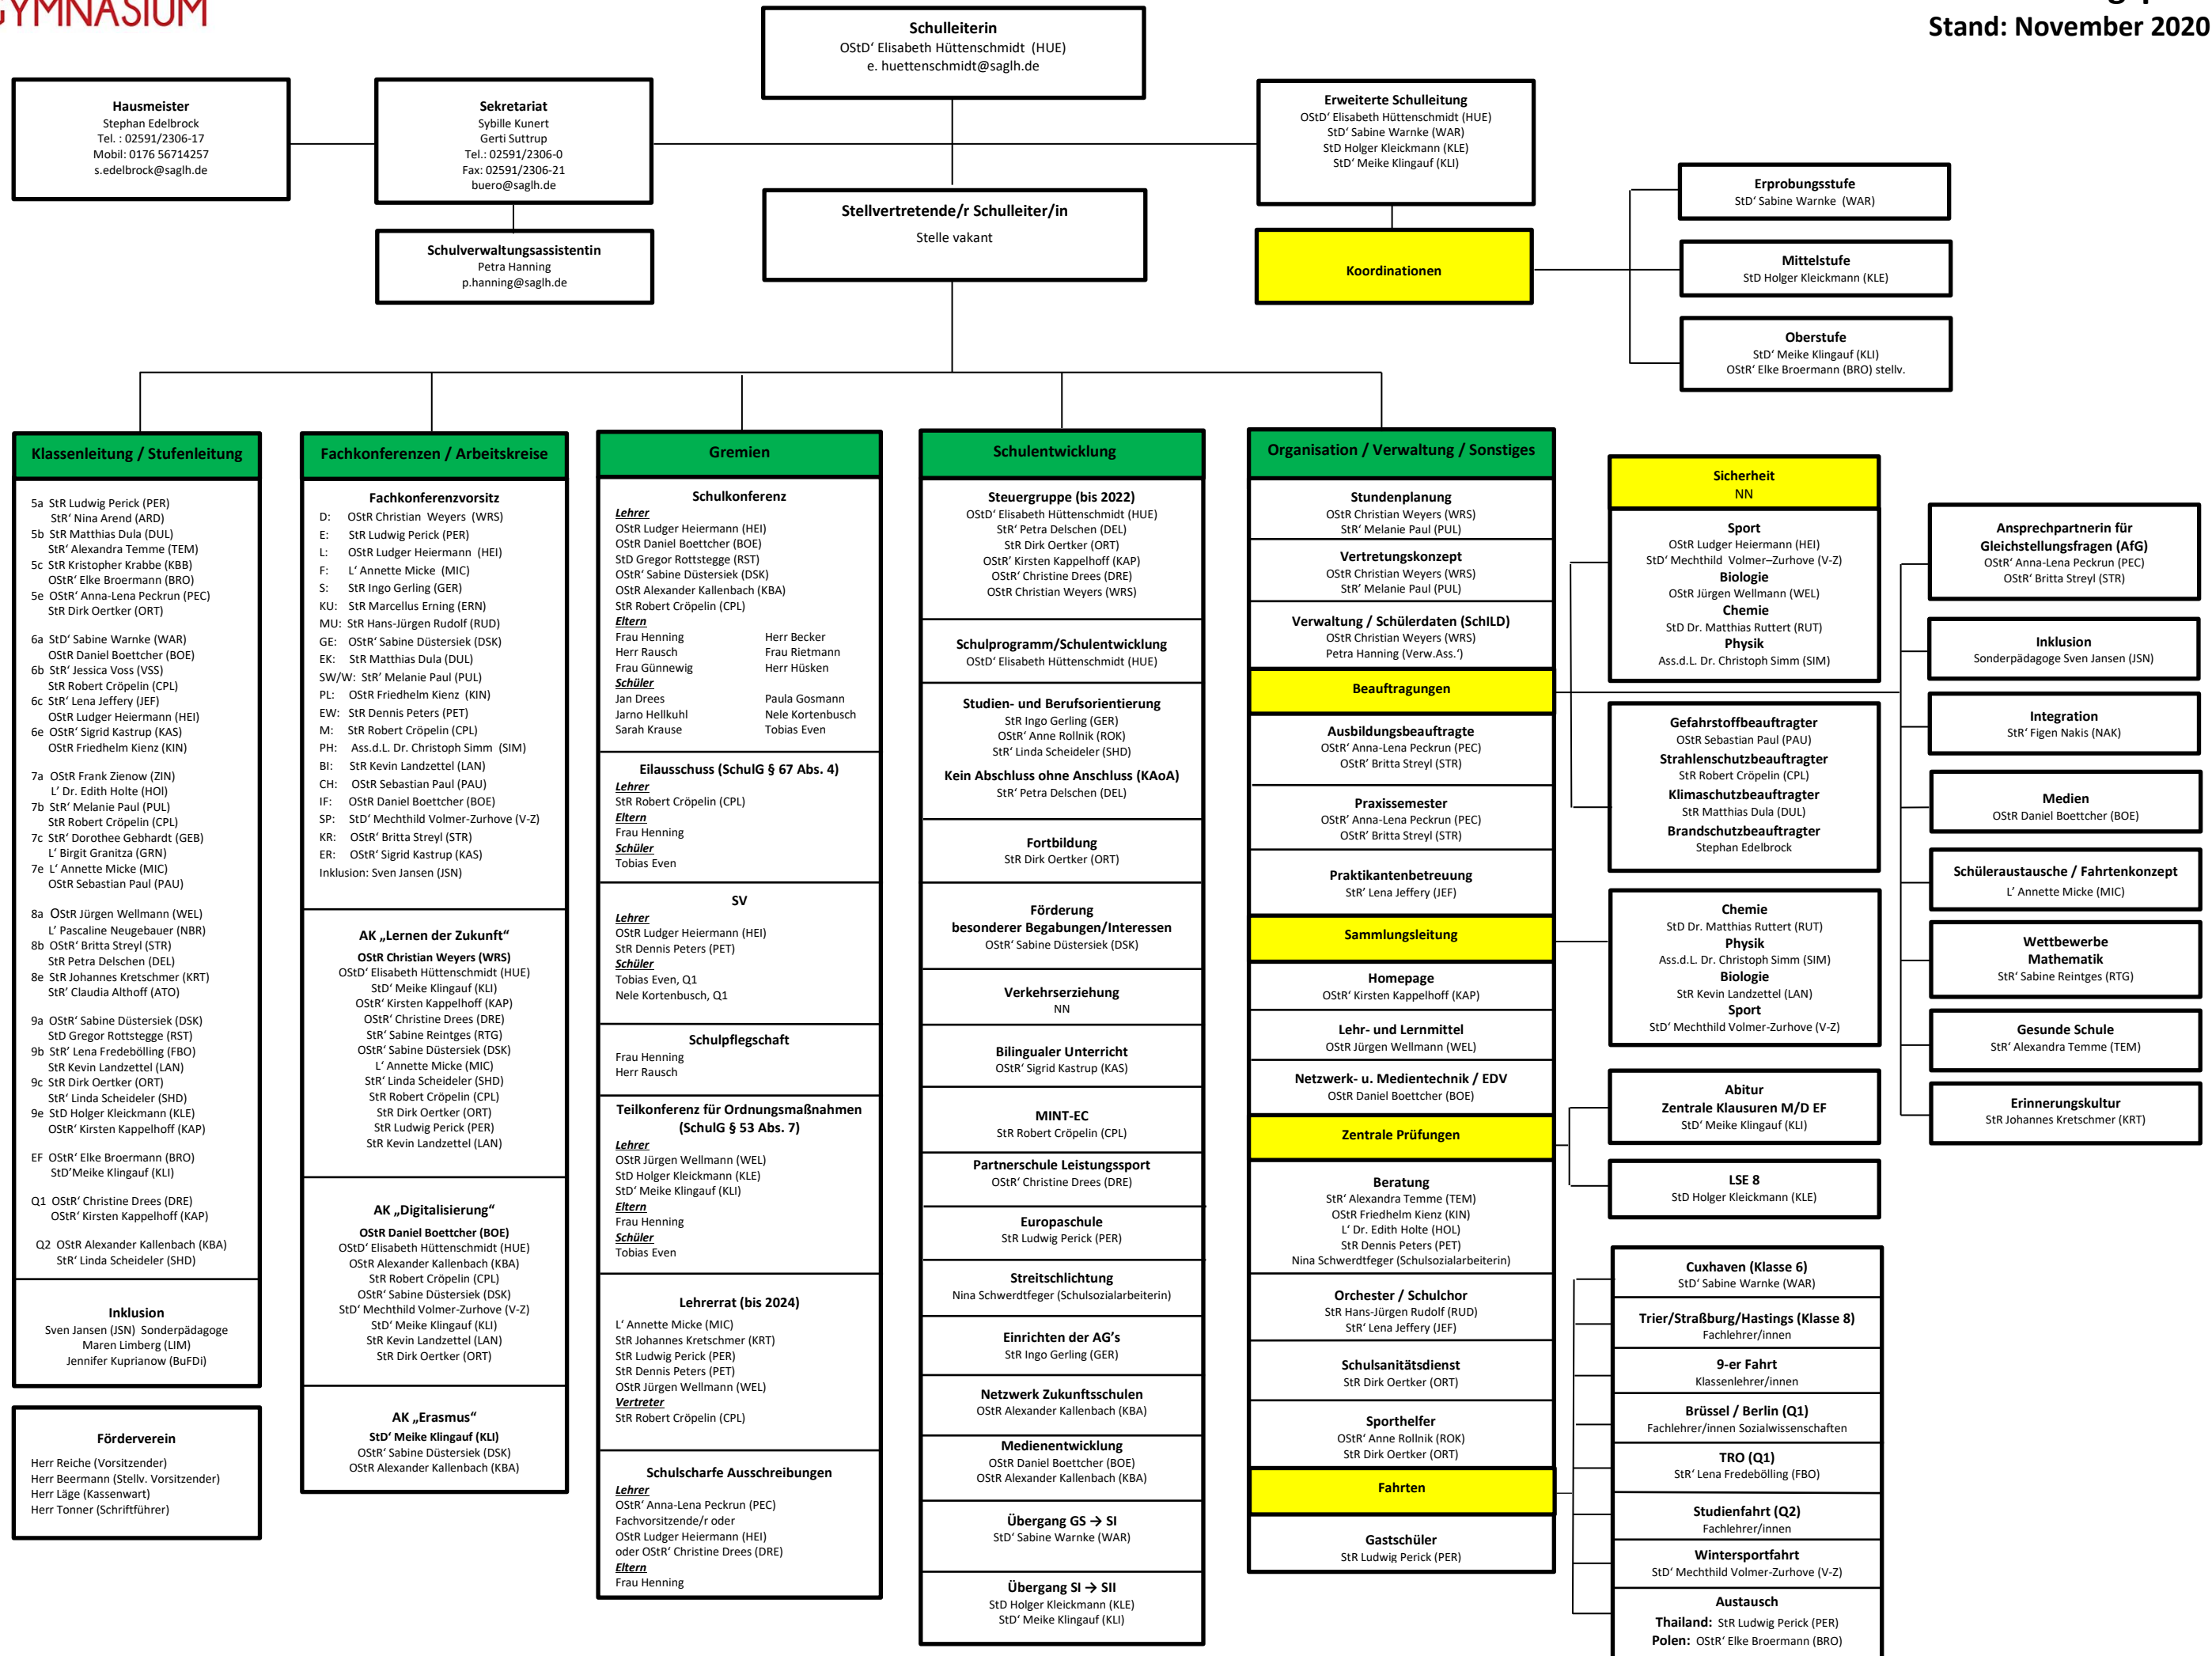 GYMNASIUM
Stand: November 2020
Schulleiterin
OStD‘ Elisabeth Hüttenschmidt (HUE)
e. huettenschmidt@saglh.de
Hausmeister
Stephan Edelbrock
Tel. : 02591/2306-17
Mobil: 0176 56714257
s.edelbrock@saglh.de
Sekretariat
Sybille Kunert
Gerti Suttrup
Tel.: 02591/2306-0
Fax: 02591/2306-21
buero@saglh.de
Schulverwaltungsassistentin
Petra Hanning
p.hanning@saglh.de
Stellvertretende/r Schulleiter/in
Stelle vakant
Erweiterte Schulleitung
OStD‘ Elisabeth Hüttenschmidt (HUE)
StD‘ Sabine Warnke (WAR)
StD Holger Kleickmann (KLE)
StD‘ Meike Klingauf (KLI)
Koordinationen
Erprobungsstufe
StD‘ Sabine Warnke (WAR)
Mittelstufe
StD Holger Kleickmann (KLE)
Oberstufe
StD‘ Meike Klingauf (KLI)
OStR‘ Elke Broermann (BRO) stellv.
Klassenleitung / Stufenleitung
5a StR Ludwig Perick (PER)
StR‘ Nina Arend (ARD)
5b StR Matthias Dula (DUL)
StR‘ Alexandra Temme (TEM)
5c StR Kristopher Krabbe (KBB)
OStR‘ Elke Broermann (BRO)
5e OStR‘ Anna-Lena Peckrun (PEC)
StR Dirk Oertker (ORT)
6a StD‘ Sabine Warnke (WAR)
OStR Daniel Boettcher (BOE)
6b StR‘ Jessica Voss (VSS)
StR Robert Cröpelin (CPL)
6c StR‘ Lena Jeffery (JEF)
OStR Ludger Heiermann (HEI)
6e OStR‘ Sigrid Kastrup (KAS)
OStR Friedhelm Kienz (KIN)
7a OStR Frank Zienow (ZIN)
L‘ Dr. Edith Holte (HOl)
7b StR‘ Melanie Paul (PUL)
StR Robert Cröpelin (CPL)
7c StR‘ Dorothee Gebhardt (GEB)
L‘ Birgit Granitza (GRN)
7e L‘ Annette Micke (MIC)
OStR Sebastian Paul (PAU)
8a OStR Jürgen Wellmann (WEL)
L‘ Pascaline Neugebauer (NBR)
8b OStR‘ Britta Streyl (STR)
StR Petra Delschen (DEL)
8e StR Johannes Kretschmer (KRT)
StR‘ Claudia Althoff (ATO)
9a OStR‘ Sabine Düstersiek (DSK)
StD Gregor Rottstegge (RST)
9b StR‘ Lena Fredebölling (FBO)
StR Kevin Landzettel (LAN)
9c StR Dirk Oertker (ORT)
StR‘ Linda Scheideler (SHD)
9e StD Holger Kleickmann (KLE)
OStR‘ Kirsten Kappelhoff (KAP)
EF OStR‘ Elke Broermann (BRO)
StD‘Meike Klingauf (KLI)
Q1 OStR‘ Christine Drees (DRE)
OStR‘ Kirsten Kappelhoff (KAP)
Q2 OStR Alexander Kallenbach (KBA)
StR‘ Linda Scheideler (SHD)
Inklusion
Sven Jansen (JSN) Sonderpädagoge
Maren Limberg (LIM)
Jennifer Kuprianow (BuFDi)
Förderverein
Herr Reiche (Vorsitzender)
Herr Beermann (Stellv. Vorsitzender)
Herr Läge (Kassenwart)
Herr Tonner (Schriftführer)
Fachkonferenzen / Arbeitskreise
Fachkonferenzvorsitz
D: OStR Christian Weyers (WRS)
E: StR Ludwig Perick (PER)
L: OStR Ludger Heiermann (HEI)
F: L‘ Annette Micke (MIC)
S: StR Ingo Gerling (GER)
KU: StR Marcellus Erning (ERN)
MU: StR Hans-Jürgen Rudolf (RUD)
GE: OStR‘ Sabine Düstersiek (DSK)
EK: StR Matthias Dula (DUL)
SW/W: StR‘ Melanie Paul (PUL)
PL: OStR Friedhelm Kienz (KIN)
EW: StR Dennis Peters (PET)
M: StR Robert Cröpelin (CPL)
PH: Ass.d.L. Dr. Christoph Simm (SIM)
BI: StR Kevin Landzettel (LAN)
CH: OStR Sebastian Paul (PAU)
IF: OStR Daniel Boettcher (BOE)
SP: StD‘ Mechthild Volmer-Zurhove (V-Z)
KR: OStR‘ Britta Streyl (STR)
ER: OStR‘ Sigrid Kastrup (KAS)
Inklusion: Sven Jansen (JSN)
AK „Lernen der Zukunft“
OStR Christian Weyers (WRS)
OStD‘ Elisabeth Hüttenschmidt (HUE)
StD‘ Meike Klingauf (KLI)
OStR‘ Kirsten Kappelhoff (KAP)
OStR‘ Christine Drees (DRE)
StR‘ Sabine Reintges (RTG)
OStR‘ Sabine Düstersiek (DSK)
L‘ Annette Micke (MIC)
StR‘ Linda Scheideler (SHD)
StR Robert Cröpelin (CPL)
StR Dirk Oertker (ORT)
StR Ludwig Perick (PER)
StR Kevin Landzettel (LAN)
AK „Digitalisierung“
OStR Daniel Boettcher (BOE)
OStD‘ Elisabeth Hüttenschmidt (HUE)
OStR Alexander Kallenbach (KBA)
StR Robert Cröpelin (CPL)
OStR‘ Sabine Düstersiek (DSK)
StD‘ Mechthild Volmer-Zurhove (V-Z)
StD‘ Meike Klingauf (KLI)
StR Kevin Landzettel (LAN)
StR Dirk Oertker (ORT)
AK „Erasmus“
StD‘ Meike Klingauf (KLI)
OStR‘ Sabine Düstersiek (DSK)
OStR Alexander Kallenbach (KBA)
Gremien
Schulkonferenz
Lehrer
OStR Ludger Heiermann (HEI)
OStR Daniel Boettcher (BOE)
StD Gregor Rottstegge (RST)
OStR‘ Sabine Düstersiek (DSK)
OStR Alexander Kallenbach (KBA)
StR Robert Cröpelin (CPL)
Eltern
Frau Henning Herr Becker
Herr Rausch Frau Rietmann
Frau Günnewig Herr Hüsken
Schüler
Jan Drees Paula Gosmann
Jarno Hellkuhl Nele Kortenbusch
Sarah Krause Tobias Even
Eilausschuss (SchulG § 67 Abs. 4)
Lehrer
StR Robert Cröpelin (CPL)
Eltern
Frau Henning
Schüler
Tobias Even
SV
Lehrer
OStR Ludger Heiermann (HEI)
StR Dennis Peters (PET)
Schüler
Tobias Even, Q1
Nele Kortenbusch, Q1
Schulpflegschaft
Frau Henning
Herr Rausch
Teilkonferenz für Ordnungsmaßnahmen
(SchulG § 53 Abs. 7)
Lehrer
OStR Jürgen Wellmann (WEL)
StD Holger Kleickmann (KLE)
StD‘ Meike Klingauf (KLI)
Eltern
Frau Henning
Schüler
Tobias Even
Lehrerrat (bis 2024)
L‘ Annette Micke (MIC)
StR Johannes Kretschmer (KRT)
StR Ludwig Perick (PER)
StR Dennis Peters (PET)
OStR Jürgen Wellmann (WEL)
Vertreter
StR Robert Cröpelin (CPL)
Schulscharfe Ausschreibungen
Lehrer
OStR‘ Anna-Lena Peckrun (PEC)
Fachvorsitzende/r oder
OStR Ludger Heiermann (HEI)
oder OStR‘ Christine Drees (DRE)
Eltern
Frau Henning
Schulentwicklung
Steuergruppe (bis 2022)
OStD‘ Elisabeth Hüttenschmidt (HUE)
StR‘ Petra Delschen (DEL)
StR Dirk Oertker (ORT)
OStR‘ Kirsten Kappelhoff (KAP)
OStR‘ Christine Drees (DRE)
OStR Christian Weyers (WRS)
Schulprogramm/Schulentwicklung
OStD‘ Elisabeth Hüttenschmidt (HUE)
Studien- und Berufsorientierung
StR Ingo Gerling (GER)
OStR‘ Anne Rollnik (ROK)
StR‘ Linda Scheideler (SHD)
Kein Abschluss ohne Anschluss (KAoA)
StR‘ Petra Delschen (DEL)
Fortbildung
StR Dirk Oertker (ORT)
Förderung
besonderer Begabungen/Interessen
OStR‘ Sabine Düstersiek (DSK)
Verkehrserziehung
NN
Bilingualer Unterricht
OStR‘ Sigrid Kastrup (KAS)
MINT-EC
StR Robert Cröpelin (CPL)
Partnerschule Leistungssport
OStR‘ Christine Drees (DRE)
Europaschule
StR Ludwig Perick (PER)
Streitschlichtung
Nina Schwerdtfeger (Schulsozialarbeiterin)
Einrichten der AG’s
StR Ingo Gerling (GER)
Netzwerk Zukunftsschulen
OStR Alexander Kallenbach (KBA)
Medienentwicklung
OStR Daniel Boettcher (BOE)
OStR Alexander Kallenbach (KBA)
Übergang GS → SI
StD‘ Sabine Warnke (WAR)
Übergang SI → SII
StD Holger Kleickmann (KLE)
StD‘ Meike Klingauf (KLI)
Organisation / Verwaltung / Sonstiges
Stundenplanung
OStR Christian Weyers (WRS)
StR‘ Melanie Paul (PUL)
Vertretungskonzept
OStR Christian Weyers (WRS)
StR‘ Melanie Paul (PUL)
Verwaltung / Schülerdaten (SchILD)
OStR Christian Weyers (WRS)
Petra Hanning (Verw.Ass.‘)
Beauftragungen
Ausbildungsbeauftragte
OStR‘ Anna-Lena Peckrun (PEC)
OStR‘ Britta Streyl (STR)
Praxissemester
OStR‘ Anna-Lena Peckrun (PEC)
OStR‘ Britta Streyl (STR)
Praktikantenbetreuung
StR‘ Lena Jeffery (JEF)
Sammlungsleitung
Homepage
OStR‘ Kirsten Kappelhoff (KAP)
Lehr- und Lernmittel
OStR Jürgen Wellmann (WEL)
Netzwerk- u. Medientechnik / EDV
OStR Daniel Boettcher (BOE)
Zentrale Prüfungen
Beratung
StR‘ Alexandra Temme (TEM)
OStR Friedhelm Kienz (KIN)
L‘ Dr. Edith Holte (HOL)
StR Dennis Peters (PET)
Nina Schwerdtfeger (Schulsozialarbeiterin)
Orchester / Schulchor
StR Hans-Jürgen Rudolf (RUD)
StR‘ Lena Jeffery (JEF)
Schulsanitätsdienst
StR Dirk Oertker (ORT)
Sporthelfer
OStR‘ Anne Rollnik (ROK)
StR Dirk Oertker (ORT)
Fahrten
Gastschüler
StR Ludwig Perick (PER)
Sicherheit
NN
Sport
OStR Ludger Heiermann (HEI)
StD‘ Mechthild Volmer–Zurhove (V-Z)
Biologie
OStR Jürgen Wellmann (WEL)
Chemie
StD Dr. Matthias Ruttert (RUT)
Physik
Ass.d.L. Dr. Christoph Simm (SIM)
Gefahrstoffbeauftragter
OStR Sebastian Paul (PAU)
Strahlenschutzbeauftragter
StR Robert Cröpelin (CPL)
Klimaschutzbeauftragter
StR Matthias Dula (DUL)
Brandschutzbeauftragter
Stephan Edelbrock
Chemie
StD Dr. Matthias Ruttert (RUT)
Physik
Ass.d.L. Dr. Christoph Simm (SIM)
Biologie
StR Kevin Landzettel (LAN)
Sport
StD‘ Mechthild Volmer-Zurhove (V-Z)
Abitur
Zentrale Klausuren M/D EF
StD‘ Meike Klingauf (KLI)
LSE 8
StD Holger Kleickmann (KLE)
Cuxhaven (Klasse 6)
StD‘ Sabine Warnke (WAR)
Trier/Straßburg/Hastings (Klasse 8)
Fachlehrer/innen
9-er Fahrt
Klassenlehrer/innen
Brüssel / Berlin (Q1)
Fachlehrer/innen Sozialwissenschaften
TRO (Q1)
StR‘ Lena Fredebölling (FBO)
Studienfahrt (Q2)
Fachlehrer/innen
Wintersportfahrt
StD‘ Mechthild Volmer-Zurhove (V-Z)
Austausch
Thailand: StR Ludwig Perick (PER)
Polen: OStR‘ Elke Broermann (BRO)
Ansprechpartnerin für
Gleichstellungsfragen (AfG)
OStR‘ Anna-Lena Peckrun (PEC)
OStR‘ Britta Streyl (STR)
Inklusion
Sonderpädagoge Sven Jansen (JSN)
Integration
StR‘ Figen Nakis (NAK)
Medien
OStR Daniel Boettcher (BOE)
Schüleraustausche / Fahrtenkonzept
L‘ Annette Micke (MIC)
Wettbewerbe
Mathematik
StR‘ Sabine Reintges (RTG)
Gesunde Schule
StR‘ Alexandra Temme (TEM)
Erinnerungskultur
StR Johannes Kretschmer (KRT)